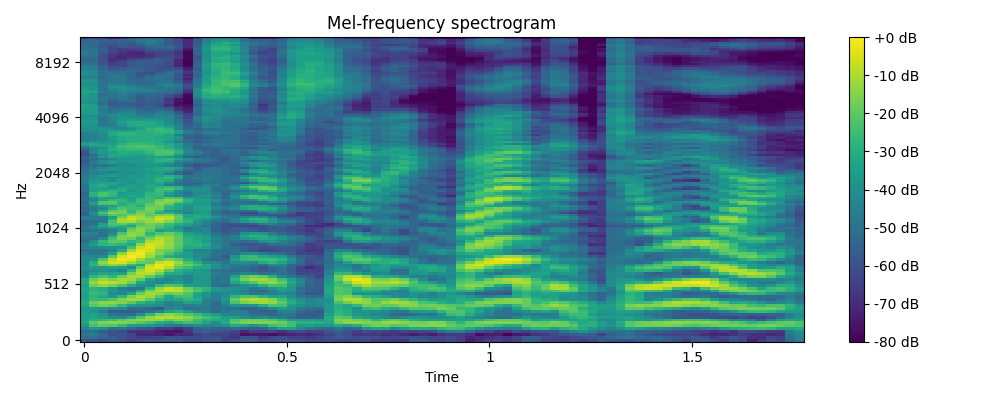 Mel-frequency spectrogram
Hz
8192
4096
2048
1024
512
0
0
0.5
1
1.5
Time
+0 dB
-10 dB
-20 dB
-30 dB
-40 dB
-50 dB
-60 dB
-70 dB
-80 dB